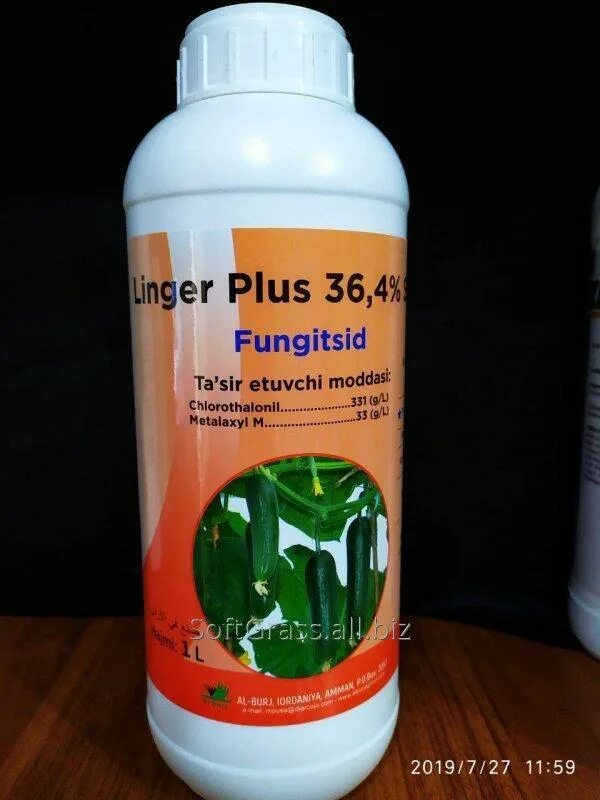 Linger Plus 36,4% S
Fungitsid
Ta'sir etuvchi moddasi:
Chlorothalonil....................331 (g/L)
Metalaxyl M..........................33 (g/L)
SoftGrass.all.biz
Hajmi: 1 L
AL-BURJ, IORDANIYA, AMMAN, P.O.Box.
e-mail.
2019/7/27 11:59